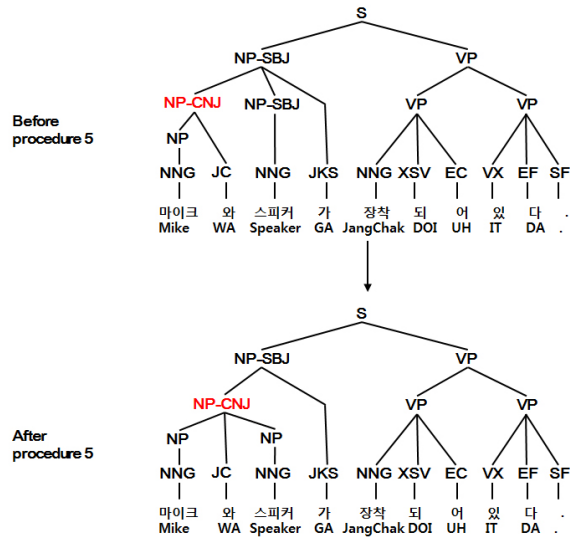 S
NP-SBJ VP
NP-CNJ NP-SBJ VP VP
Before
procedure 5
NP
NNG JC NNG JKS NNG XSV EC VX EF SF
마이크 와 스피커 가 장착 되 어 있 다 .
Mike WA Speaker GA JangChak DOI UH IT DA .
S
NP-SBJ VP
NP-CNJ VP VP
After
procedure 5
NP NP
NNG JC NNG JKS NNG XSV EC VX EF SF
마이크 와 스피커 가 장착 되 어 있 다 .
Mike WA Speaker GA JangChak DOI UH IT DA .